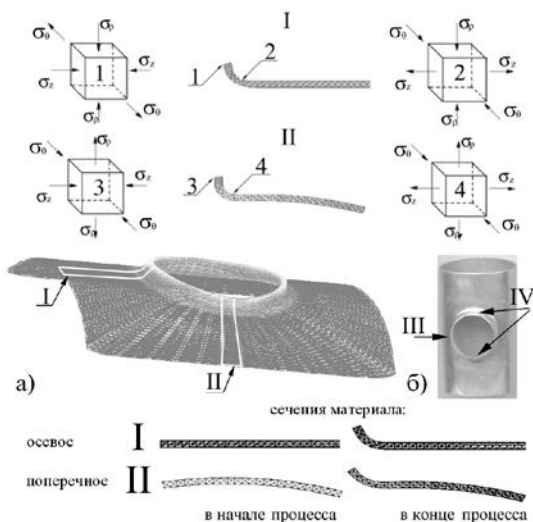 I
σθ
σρ
σz
1
σz
σρ
σθ
1
2
σθ
σρ
σz
2
σz
σρ
σθ
II
σθ
σρ
σz
3
σz
σρ
σθ
3
4
σθ
σρ
σz
4
σz
σρ
σθ
I
II
III
IV
а)
б)
сечения материала:
осевое I
поперечное II
в начале процесса в конце процесса